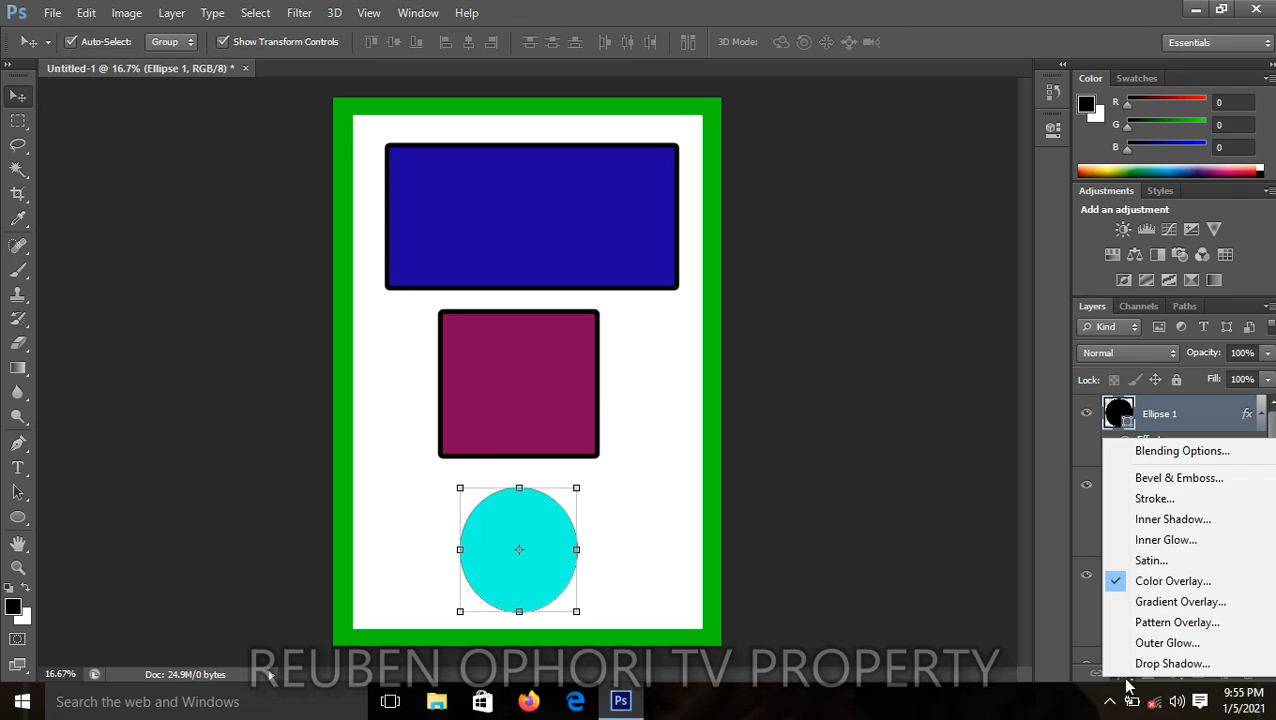 Ps File Edit Image Layer Type Select Filter 3D View Window Help
Auto-Select: Group Show Transform Controls 3D Mode: Essentials
Untitled-1 @ 16.7% (Ellipse 1, RGB/8) * ×
Color Swatches
R 0
G 0
B 0
Adjustments Styles
Add an adjustment
Layers Channels Paths
Kind
Normal Opacity: 100%
Lock: Fill: 100%
Ellipse 1 fx
Blending Options...
Bevel & Emboss...
Stroke...
Inner Shadow...
Inner Glow...
Satin...
Color Overlay...
Gradient Overlay...
Pattern Overlay...
Outer Glow...
Drop Shadow...
16.67% Doc: 24.9M/0 bytes
REUBEN OPHORI TV PROPERTY
Search the web and Windows
Ps
9:55 PM
1/5/2021